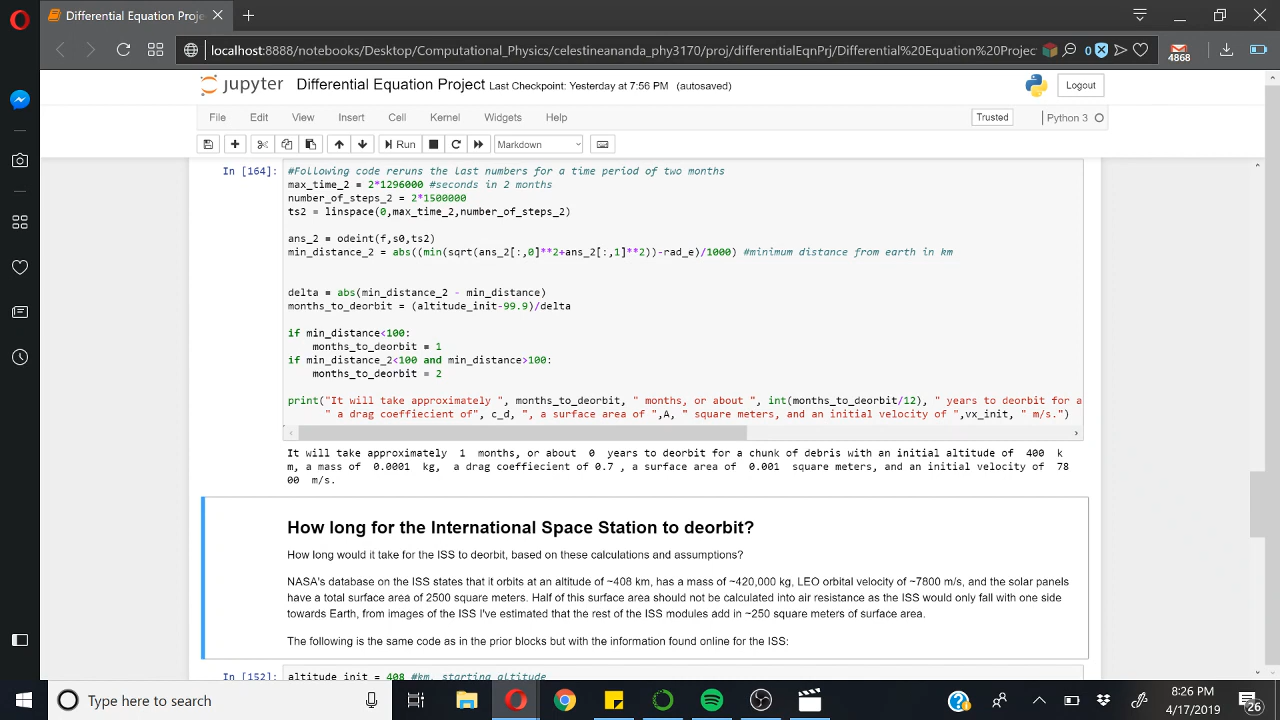 Differential Equation Proje
localhost:8888/notebooks/Desktop/Computational_Physics/celestineananda_phy3170/proj/differentialEqnPrj/Differential%20Equation%20Project
0
4868
jupyter Differential Equation Project Last Checkpoint: Yesterday at 7:56 PM (autosaved)
Logout
File Edit View Insert Cell Kernel Widgets Help
Trusted
Python 3
Run
Markdown
In [164]:
#Following code reruns the last numbers for a time period of two months
max_time_2 = 2*1296000 #seconds in 2 months
number_of_steps_2 = 2*1500000
ts2 = linspace(0,max_time_2,number_of_steps_2)
ans_2 = odeint(f,s0,ts2)
min_distance_2 = abs((min(sqrt(ans_2[:,0]**2+ans_2[:,1]**2))-rad_e)/1000) #minimum distance from earth in km
delta = abs(min_distance_2 - min_distance)
months_to_deorbit = (altitude_init-99.9)/delta
if min_distance<100:
months_to_deorbit = 1
if min_distance_2<100 and min_distance>100:
months_to_deorbit = 2
print("It will take approximately ", months_to_deorbit, " months, or about ", int(months_to_deorbit/12), " years to deorbit for a
" a drag coeffiecient of", c_d, ", a surface area of ",A, " square meters, and an initial velocity of ",vx_init, " m/s.")
It will take approximately  1  months, or about  0  years to deorbit for a chunk of debris with an initial altitude of  400  k
m, a mass of  0.0001  kg,  a drag coeffiecient of 0.7 , a surface area of  0.001  square meters, and an initial velocity of  78
00  m/s.
How long for the International Space Station to deorbit?
How long would it take for the ISS to deorbit, based on these calculations and assumptions?
NASA's database on the ISS states that it orbits at an altitude of ~408 km, has a mass of ~420,000 kg, LEO orbital velocity of ~7800 m/s, and the solar panels
have a total surface area of 2500 square meters. Half of this surface area should not be calculated into air resistance as the ISS would only fall with one side
towards Earth, from images of the ISS I've estimated that the rest of the ISS modules add in ~250 square meters of surface area.
The following is the same code as in the prior blocks but with the information found online for the ISS:
In [152]:
altitude_init = 408 #km, starting altitude
Type here to search
8:26 PM
4/17/2019
26